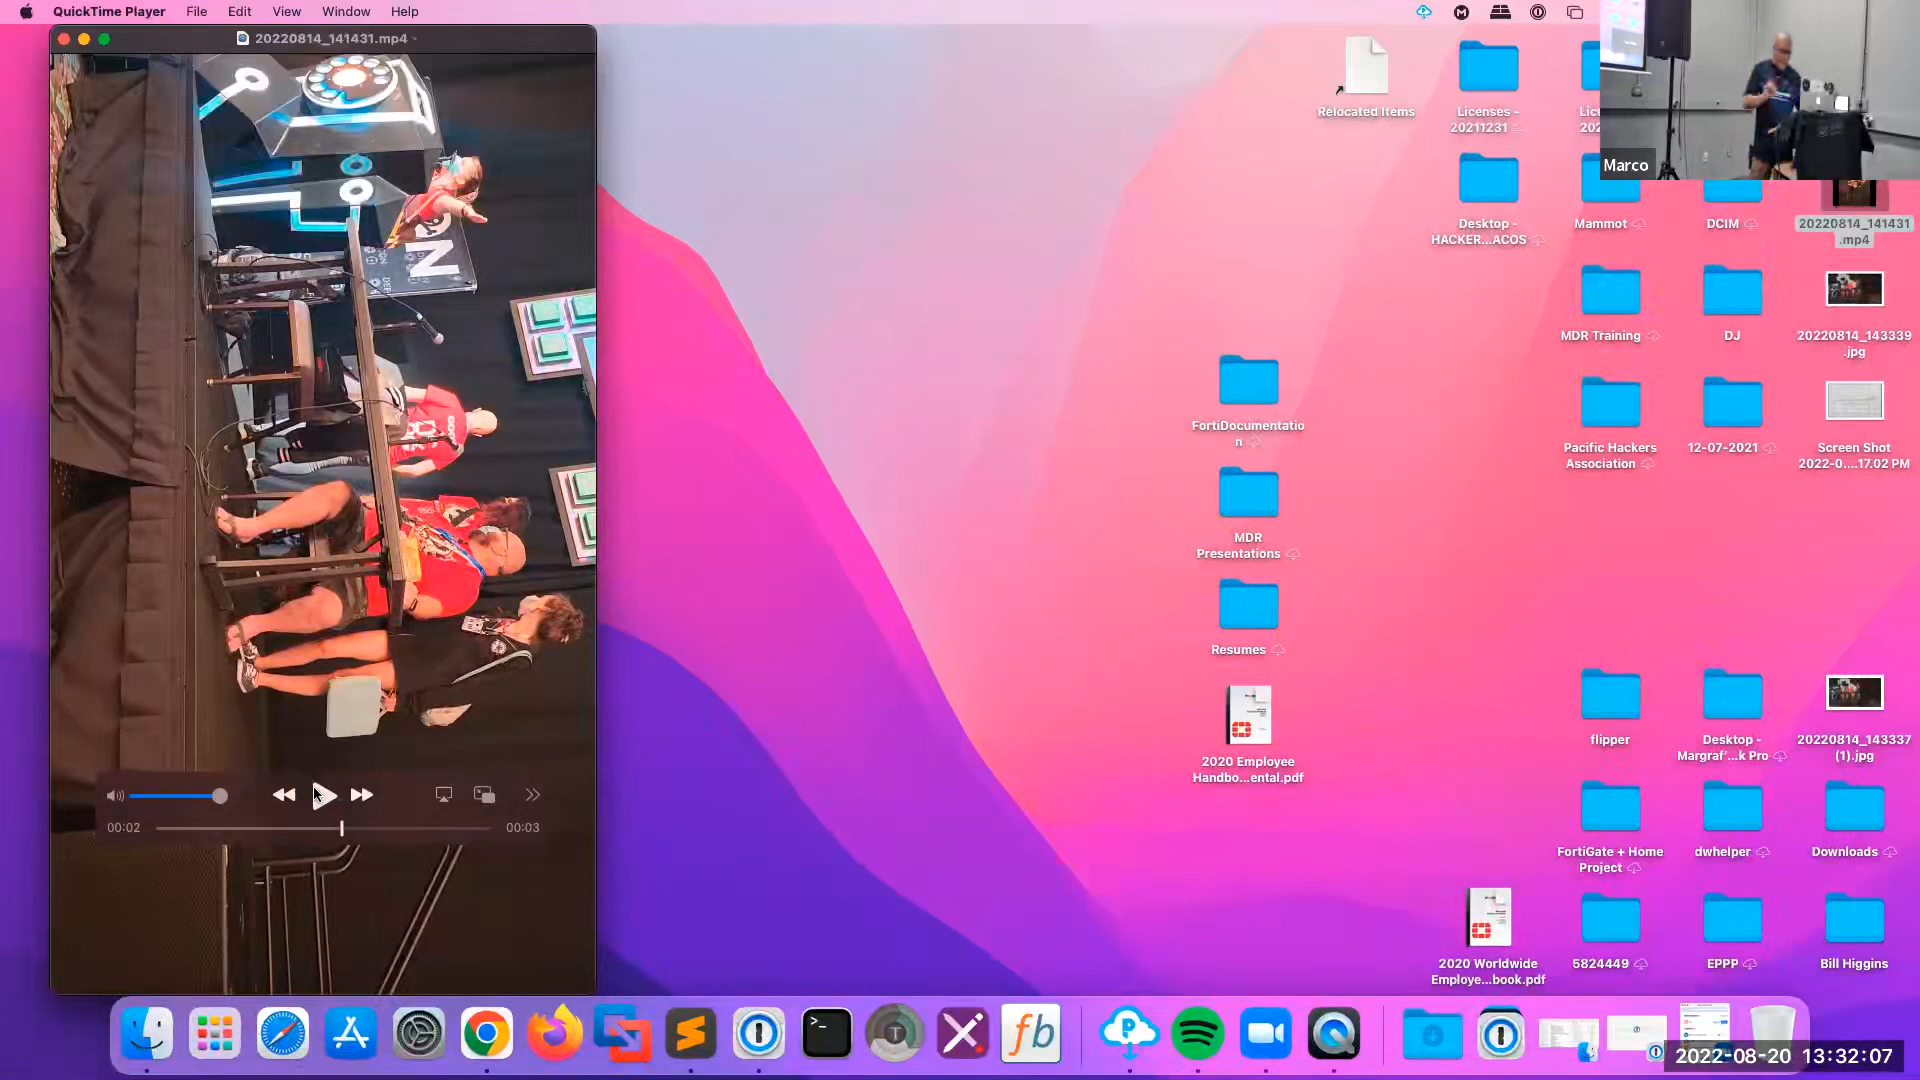 QuickTime Player File Edit View Window Help
20220814_141431.mp4
Marco
Relocated Items
Licenses -
20211231
Desktop -
HACKER...ACOS
Mammot
DCIM
20220814_141431
.mp4
MDR Training
DJ
20220814_143339
.jpg
FortiDocumentatio
n
Pacific Hackers
Association
12-07-2021
Screen Shot
2022-0....17.02 PM
MDR
Presentations
Resumes
2020 Employee
Handbo...ental.pdf
flipper
Desktop -
Margraf'...k Pro
20220814_143337
(1).jpg
00:02
00:03
FortiGate + Home
Project
dwhelper
Downloads
2020 Worldwide
Employe...book.pdf
5824449
EPPP
Bill Higgins
2022-08-20 13:32:07